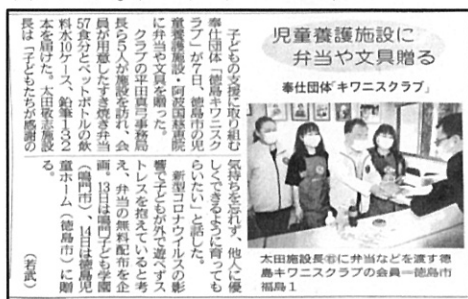 児童養護施設に
弁当や文具贈る
奉仕団体「キワニスクラブ」
子どもの支援に取り組む
奉仕団体「徳島キワニスク
ラブ」が7日、徳島市の児
童養護施設・阿波国慈恵院
に弁当や文具を贈った。
クラブの平田真弓事務局
長ら5人が施設を訪れ、会
員が用意したすき焼き弁当
57食分とペットボトルの飲
料水10ケース、鉛筆132
本を届けた。太田敬志施設
長は「子どもたちが感謝の
気持ちを忘れず、他人に優
しくできるように育っても
らいたい」と話した。
新型コロナウイルスの影
響で子どもが外で遊べずス
トレスを抱えていると考
え、弁当の無料配布を企
画。13日は鳴門子ども学園
（鳴門市）、14日は徳島児
童ホーム（徳島市）に贈
る。
（若武）
太田施設長㊨に弁当などを渡す徳
島キワニスクラブの会員＝徳島市
福島1